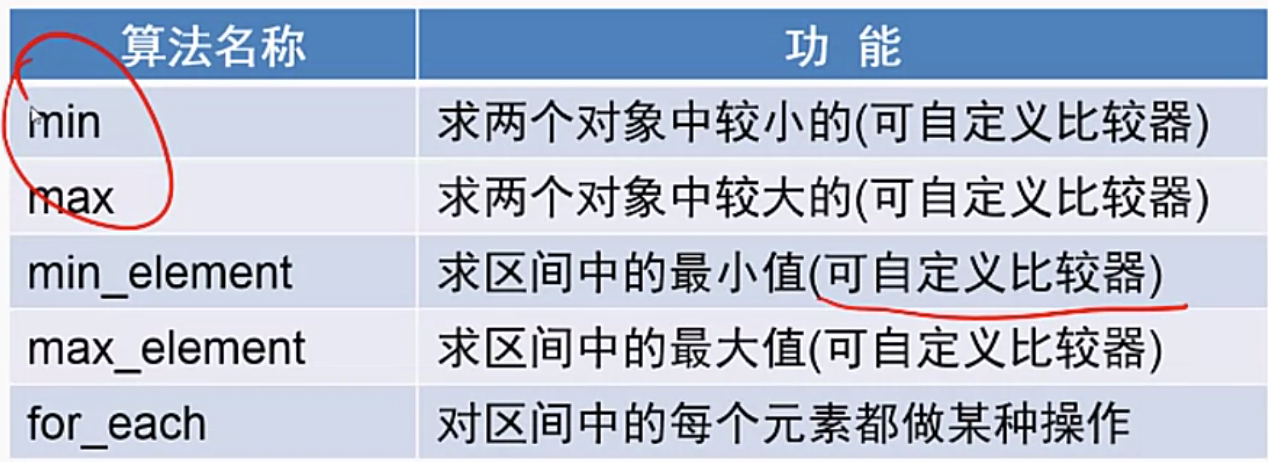 算法名称 功 能
min 求两个对象中较小的(可自定义比较器)
max 求两个对象中较大的(可自定义比较器)
min_element 求区间中的最小值(可自定义比较器)
max_element 求区间中的最大值(可自定义比较器)
for_each 对区间中的每个元素都做某种操作